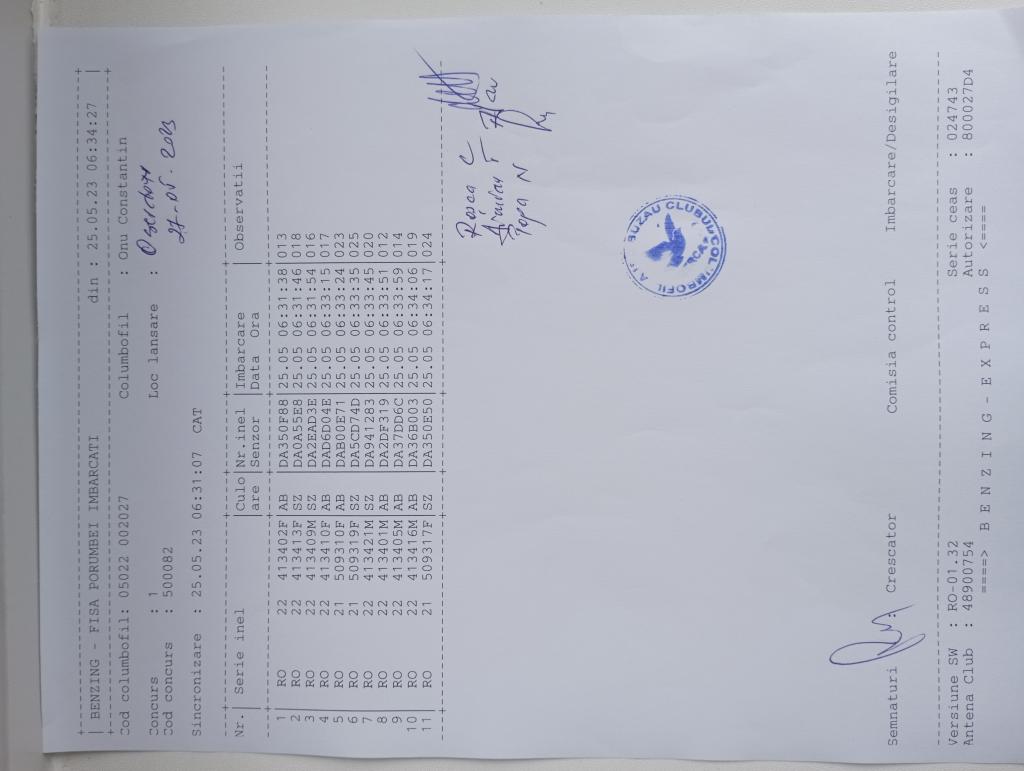 BENZING - FISA PORUMBEI IMBARCATI din : 25.05.23 06:34:27
Cod columbofil: 05022 002027 Columbofil : Onu Constantin
Concurs : 1 Loc lansare :
Cod concurs : 500082 27.05.2023
Sincronizare : 25.05.23 06:31:07 CAT
Nr.| Serie inel |Culo|Nr.inel |Imbarcare | Observatii
|are |Senzor |Data Ora |
1 | RO 22 413402F|AB |DA350F88|25.05 06:31:38|013
2 | RO 22 413413F|SZ |DA0A55E8|25.05 06:31:46|018
3 | RO 22 413409M|SZ |DA2EAD3E|25.05 06:31:54|016
4 | RO 22 413410F|AB |DAD6D04E|25.05 06:33:15|017
5 | RO 21 509310F|AB |DAB00E71|25.05 06:33:24|023
6 | RO 21 509319F|SZ |DA5CD74D|25.05 06:33:35|025
7 | RO 22 413421M|SZ |DA941283|25.05 06:33:45|020
8 | RO 22 413401M|AB |DA2DF319|25.05 06:33:51|012
9 | RO 22 413405M|AB |DA37DD6C|25.05 06:33:59|014
10| RO 22 413416M|AB |DA36B003|25.05 06:34:06|019
11| RO 21 509317F|SZ |DA350E50|25.05 06:34:17|024
Rosca C
Popa N
BUZAU CLUBUL COL
Semnaturi : Crescator Comisia control Imbarcare/Desigilare
Versiune SW : RO-01.32 Serie ceas : 024743
Antena Club : 48900754 Autorizare : 800027D4
====> B E N Z I N G - E X P R E S S <====